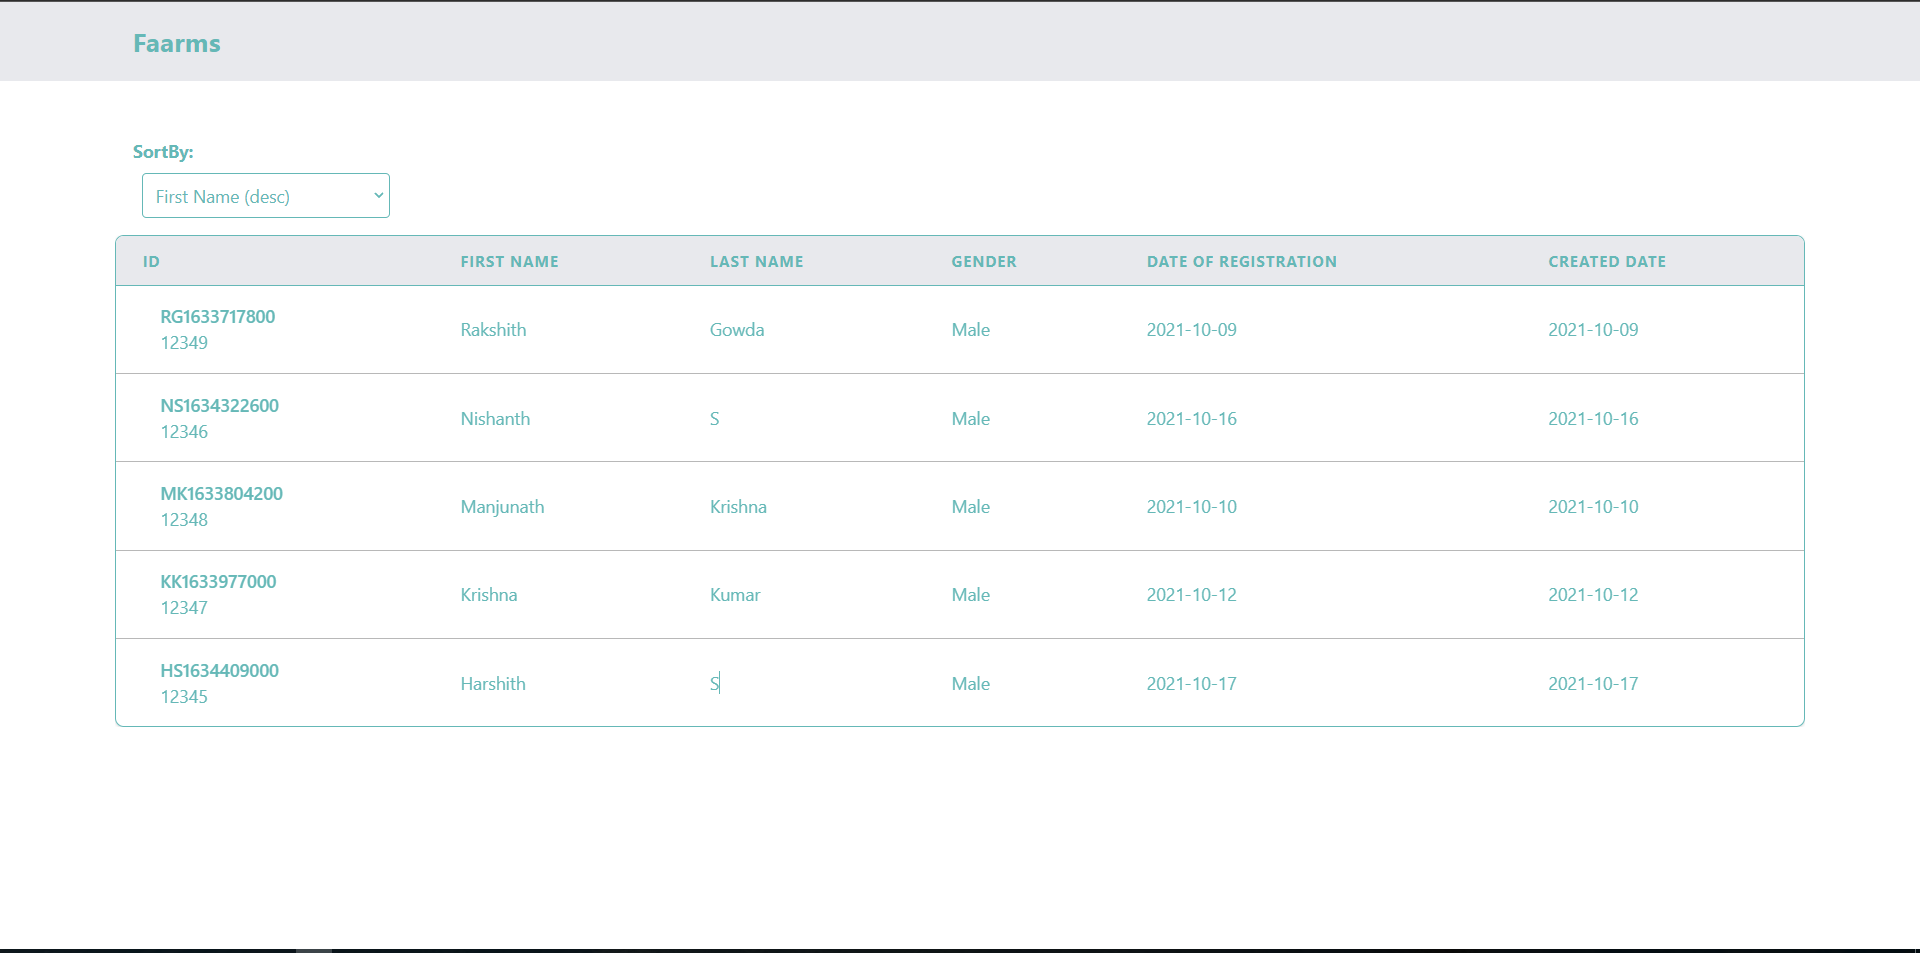 Faarms
SortBy:
First Name (desc)
ID FIRST NAME LAST NAME GENDER DATE OF REGISTRATION CREATED DATE
RG1633717800
12349
Rakshith Gowda Male 2021-10-09 2021-10-09
NS1634322600
12346
Nishanth S Male 2021-10-16 2021-10-16
MK1633804200
12348
Manjunath Krishna Male 2021-10-10 2021-10-10
KK1633977000
12347
Krishna Kumar Male 2021-10-12 2021-10-12
HS1634409000
12345
Harshith S Male 2021-10-17 2021-10-17